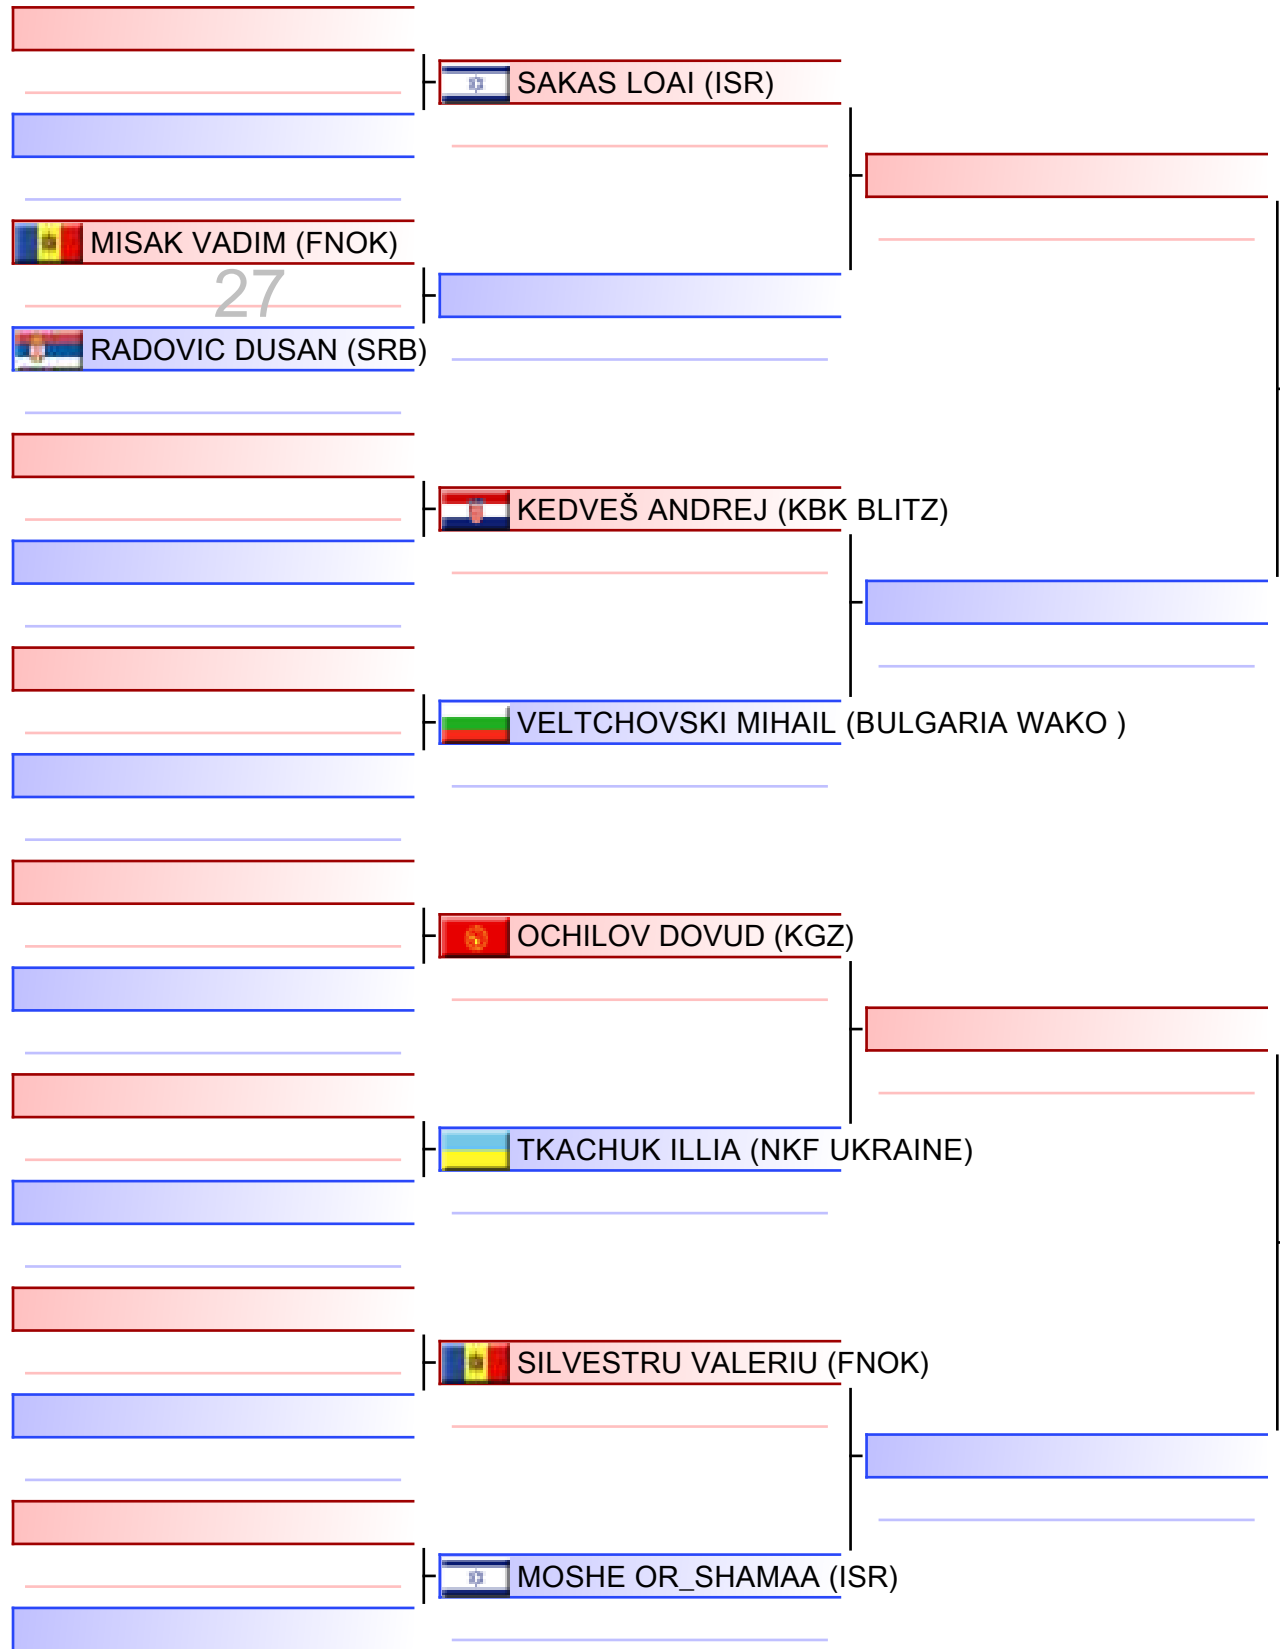 SAKAS LOAI (ISR)
MISAK VADIM (FNOK)
27
RADOVIC DUSAN (SRB)
KEDVEŠ ANDREJ (KBK BLITZ)
VELTCHOVSKI MIHAIL (BULGARIA WAKO )
OCHILOV DOVUD (KGZ)
TKACHUK ILLIA (NKF UKRAINE)
SILVESTRU VALERIU (FNOK)
MOSHE OR_SHAMAA (ISR)